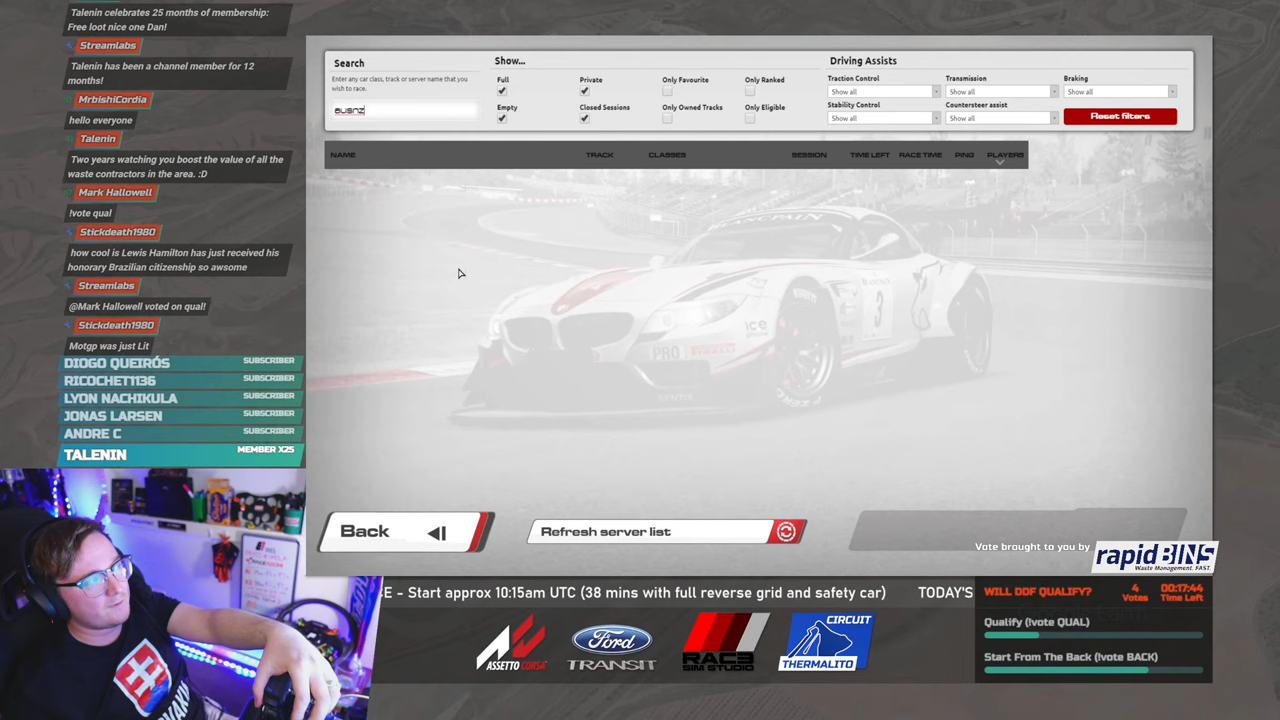 Talenin celebrates 25 months of membership:
Free loot nice one Dan!
Streamlabs
Talenin has been a channel member for 12
months!
MrbishiCordia
hello everyone
Talenin
Two years watching you boost the value of all the
waste contractors in the area. :D
Mark Hallowell
!vote qual
Stickdeath1980
how cool is Lewis Hamilton has just received his
honorary Brazilian citizenship so awsome
Streamlabs
@Mark Hallowell voted on qual!
Stickdeath1980
Motgp was just Lit
DIOGO QUEIRÓS SUBSCRIBER
RICOCHET1136 SUBSCRIBER
LYON NACHIKULA SUBSCRIBER
JONAS LARSEN SUBSCRIBER
ANDRE C SUBSCRIBER
TALENIN MEMBER X25
Search
Enter any car class, track or server name that you
wish to race.
ausnz
Show...
Full Private Only Favourite Only Ranked
Empty Closed Sessions Only Owned Tracks Only Eligible
Driving Assists
Traction Control Transmission Braking
Show all Show all Show all
Stability Control Countersteer assist
Show all Show all Reset filters
NAME TRACK CLASSES SESSION TIME LEFT RACE TIME PING PLAYERS
3
PRO
Back
Refresh server list
Vote brought to you by
rapidBINS
Waste Management. FAST.
E - Start approx 10:15am UTC (38 mins with full reverse grid and safety car) TODAY'S
ASSETTO CORSA
Ford
TRANSIT
RAC3
SIM STUDIO
CIRCUIT
THERMALITO
WILL DDF QUALIFY? 4 Votes 00:17:44 Time Left
Qualify (!vote QUAL)
Start From The Back (!vote BACK)